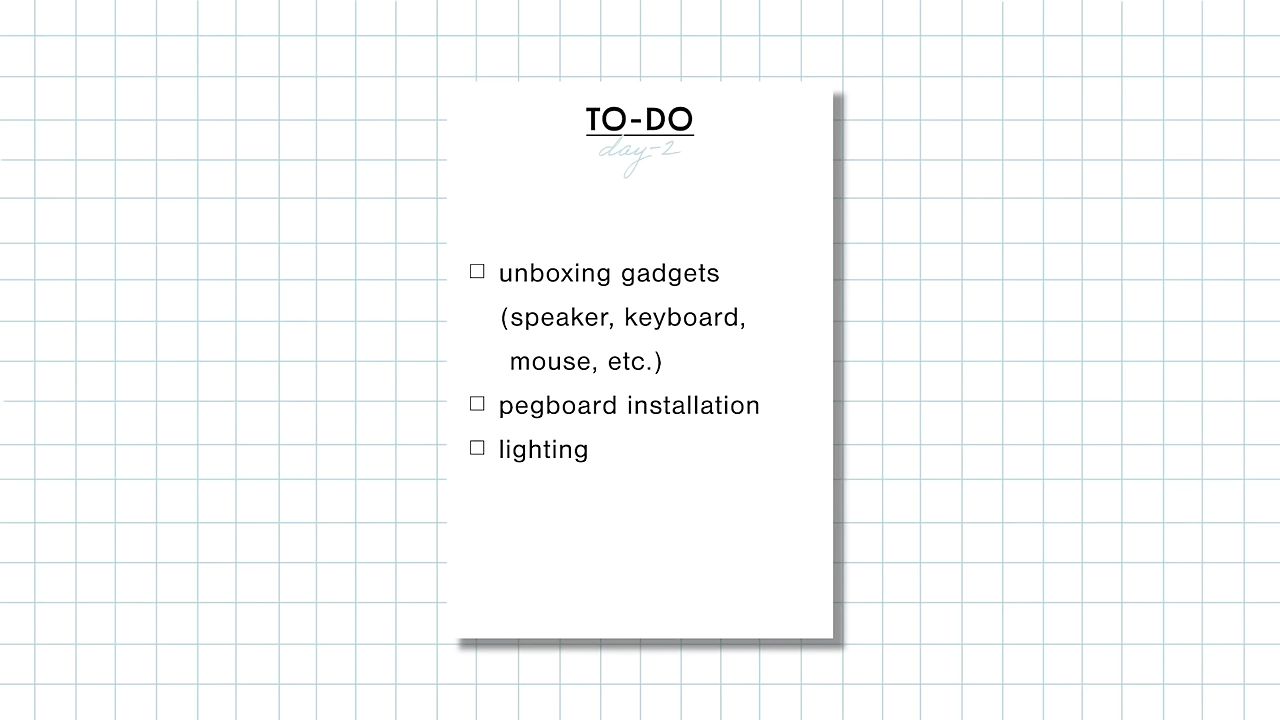 TO-DO
day-2
☐ unboxing gadgets
(speaker, keyboard,
mouse, etc.)
☐ pegboard installation
☐ lighting